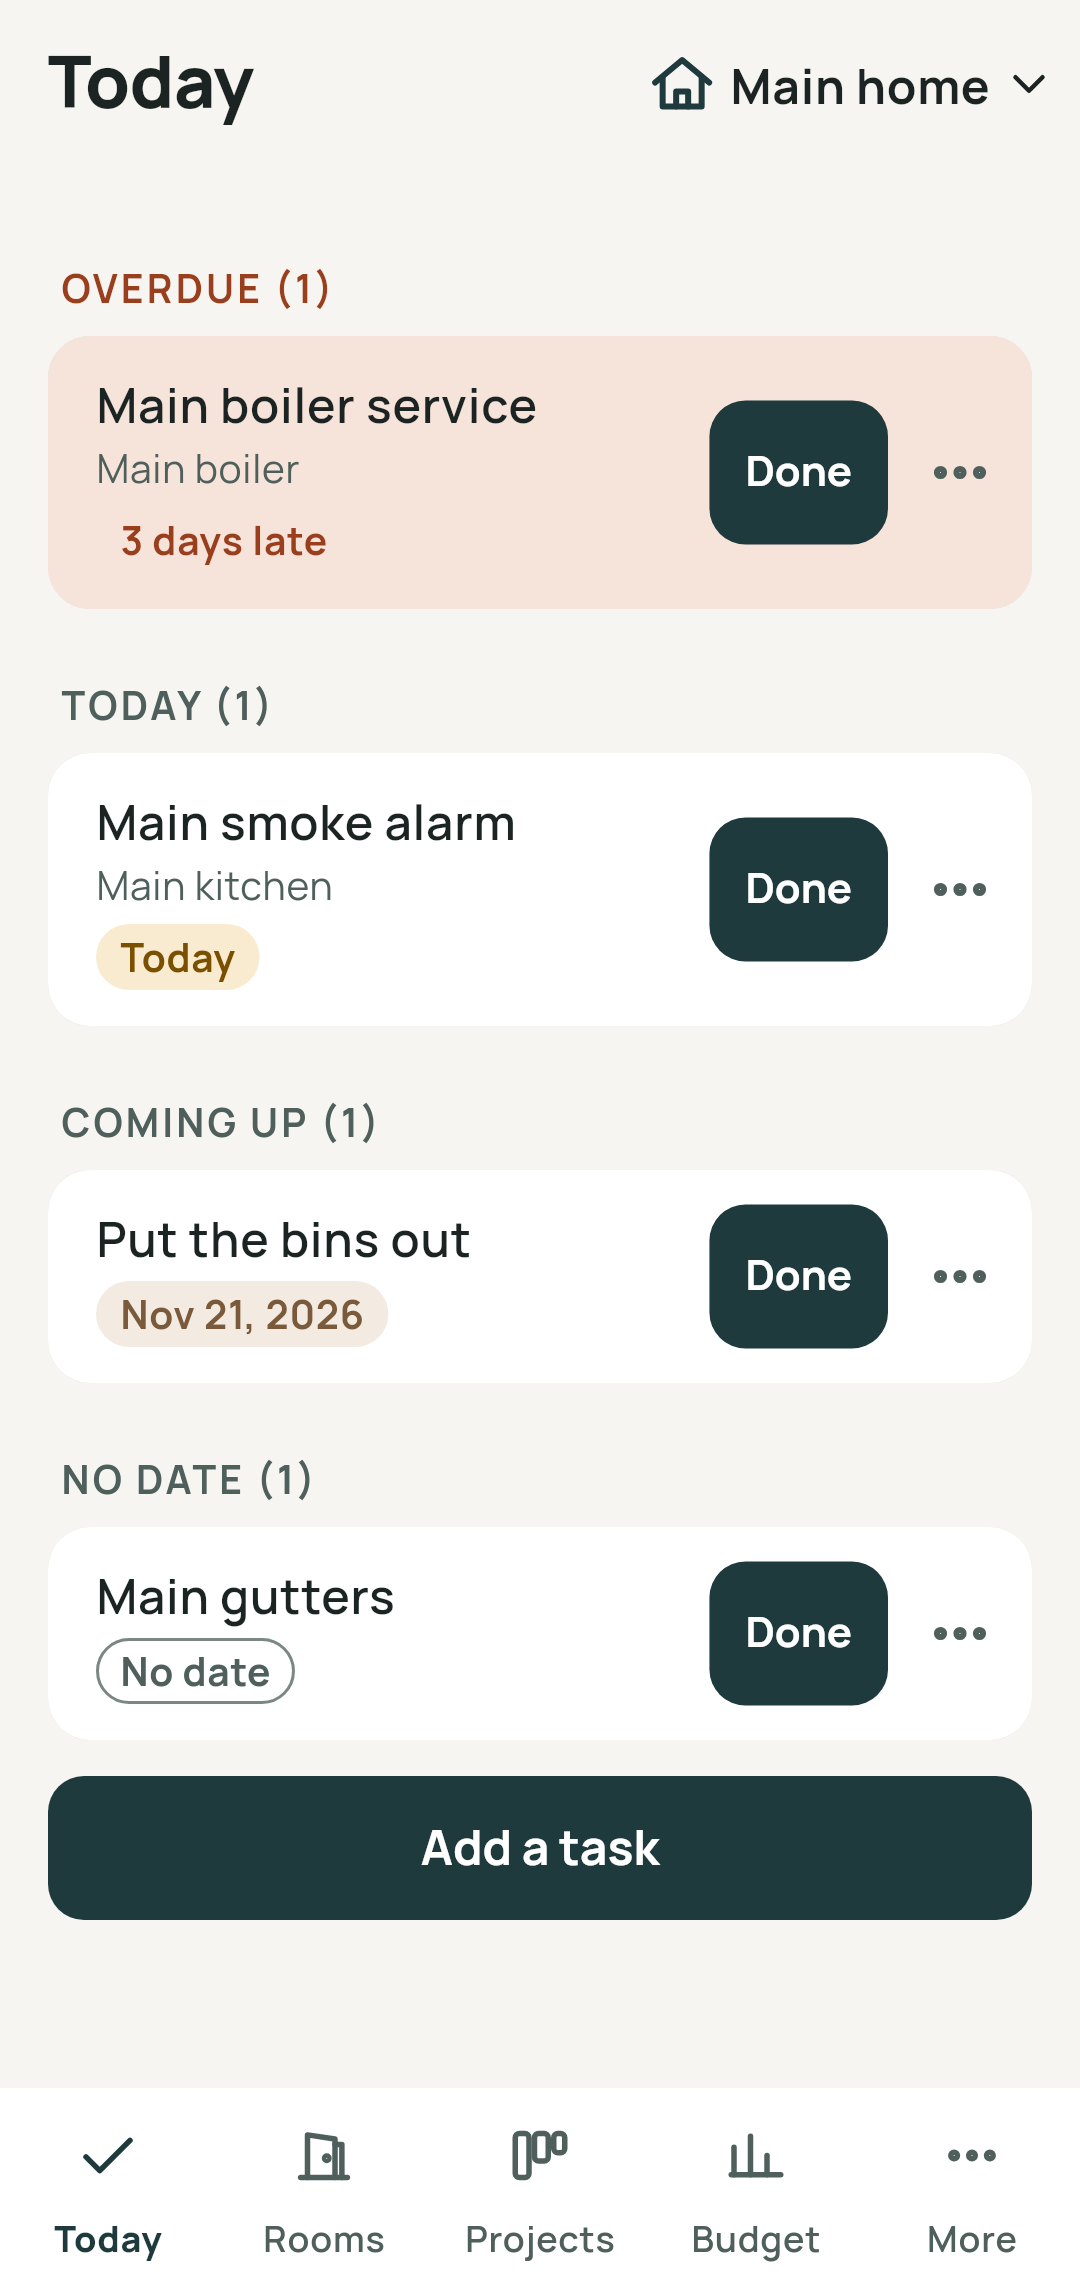 Today
Main home
OVERDUE (1)
Main boiler service
Main boiler
3 days late
Done
TODAY (1)
Main smoke alarm
Main kitchen
Today
Done
COMING UP (1)
Put the bins out
Nov 21, 2026
Done
NO DATE (1)
Main gutters
No date
Done
Add a task
Today
Rooms
Projects
Budget
More